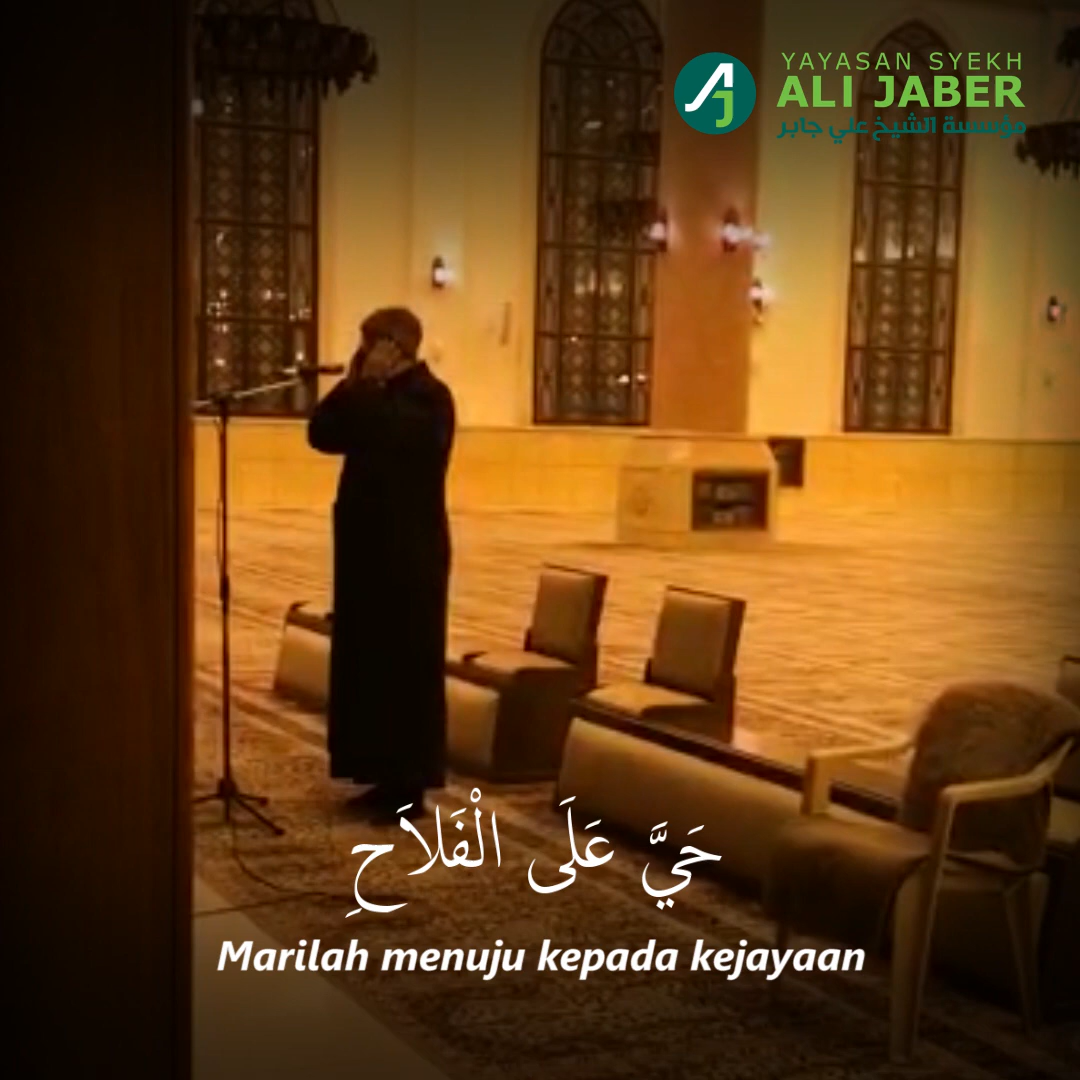 YAYASAN SYEKH
ALI JABER
مؤسسة الشيخ علي جابر
حَيَّ عَلَى الْفَلاَحِ
Marilah menuju kepada kejayaan